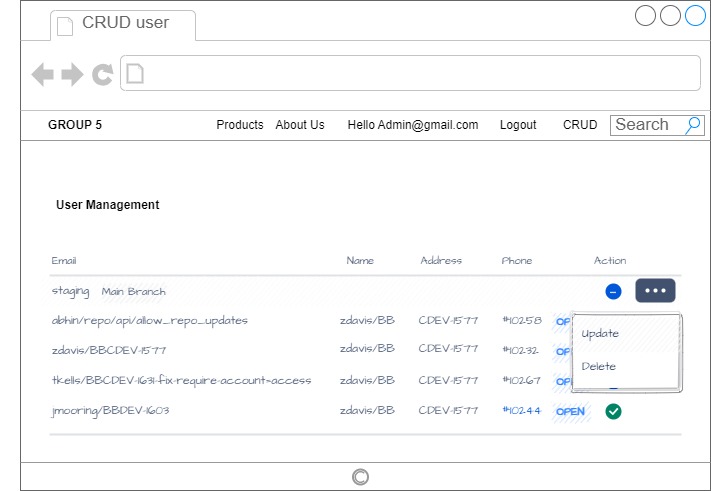 CRUD user
GROUP 5 Products About Us Hello Admin@gmail.com Logout CRUD Search
User Management
Email Name Address Phone Action
staging Main Branch
abhin/repo/api/allow_repo_updates zdavis/BB CDEV-1577 #10258 OP
Update
zdavis/BBCDEV-1577 zdavis/BB CDEV-1577 #10232 OP
Delete
tkells/BBCDEV-1631-fix-require-account-access zdavis/BB CDEV-1577 #10267 OP
jmooring/BBDEV-1603 zdavis/BB CDEV-1577 #10244 OPEN